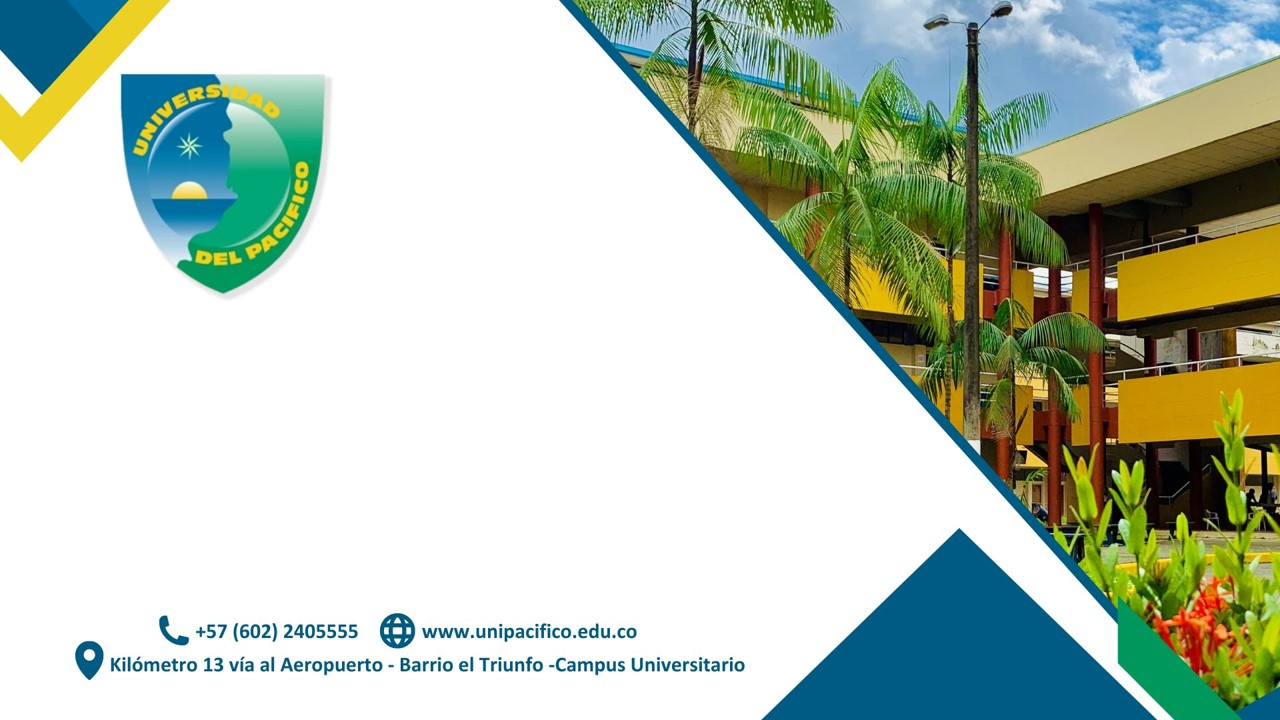 UNIVERSIDAD
DEL PACIFICO
+57 (602) 2405555 www.unipacifico.edu.co
Kilómetro 13 vía al Aeropuerto - Barrio el Triunfo -Campus Universitario